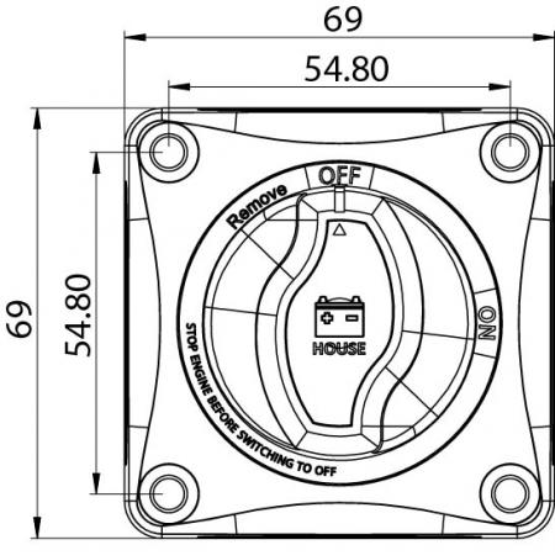 69
54.80
69
54.80
Remove
OFF
ON
+ -
HOUSE
STOP ENGINE BEFORE SWITCHING TO OFF